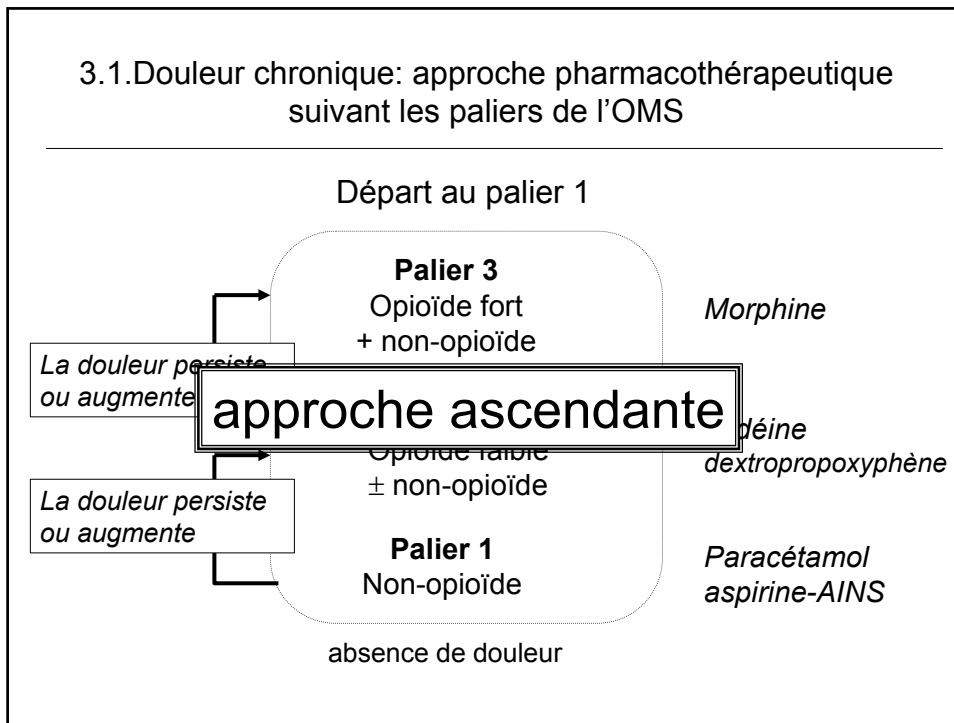 3.1.Douleur chronique: approche pharmacothérapeutique
suivant les paliers de l'OMS
Départ au palier 1
Palier 3
Opioïde fort
+ non-opioïde
Morphine
La douleur persiste
ou augmente
approche ascendante
Opioïde faible
± non-opioïde
dextropropoxyphène
La douleur persiste
ou augmente
Palier 1
Non-opioïde
Paracétamol
aspirine-AINS
absence de douleur